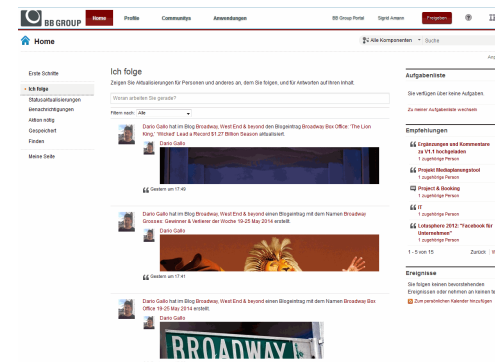 BB GROUP
Home
Profile
Communitys
Anwendungen
BB Group Portal
Sigrid Amann
Freigeben
Home
Alle Komponenten
Suche
Erste Schritte
Ich folge
Statusaktualisierungen
Benachrichtigungen
Aktion nötig
Gespeichert
Finden
Meine Seite
Ich folge
Zeigen Sie Aktualisierungen für Personen und anderes an, dem Sie folgen, und für Antworten auf Ihren Inhalt.
Woran arbeiten Sie gerade?
Filtern nach: Alle
Dario Gallo hat im Blog Broadway, West End & beyond den Blogeintrag Broadway Box Office: 'The Lion
King,' 'Wicked' Lead a Record $1.27 Billion Season aktualisiert.
Dario Gallo
Gestern um 17:49
Dario Gallo hat im Blog Broadway, West End & beyond einen Blogeintrag mit dem Namen Broadway
Grosses: Gewinner & Verlierer der Woche 19-25 May 2014 erstellt.
Dario Gallo
Gestern um 17:41
Dario Gallo hat im Blog Broadway, West End & beyond einen Blogeintrag mit dem Namen Broadway Box
Office 19-25 May 2014 erstellt.
Dario Gallo
BROADWAY
Aufgabenliste
Sie verfügen über keine Aufgaben.
Zu meiner Aufgabenliste wechseln
Empfehlungen
Ergänzungen und Kommentare
zu V1.1 hochgeladen
1 zugehörige Person
Projekt Mediaplanungstool
1 zugehörige Person
Project & Booking
1 zugehörige Person
IT
1 zugehörige Person
Lotusphere 2012: "Facebook für
Unternehmen"
1 zugehörige Person
1 - 5 von 15
Zurück
Ereignisse
Sie folgen keinen bevorstehenden
Ereignissen oder nehmen an keinen
Zum persönlichen Kalender hinzufügen